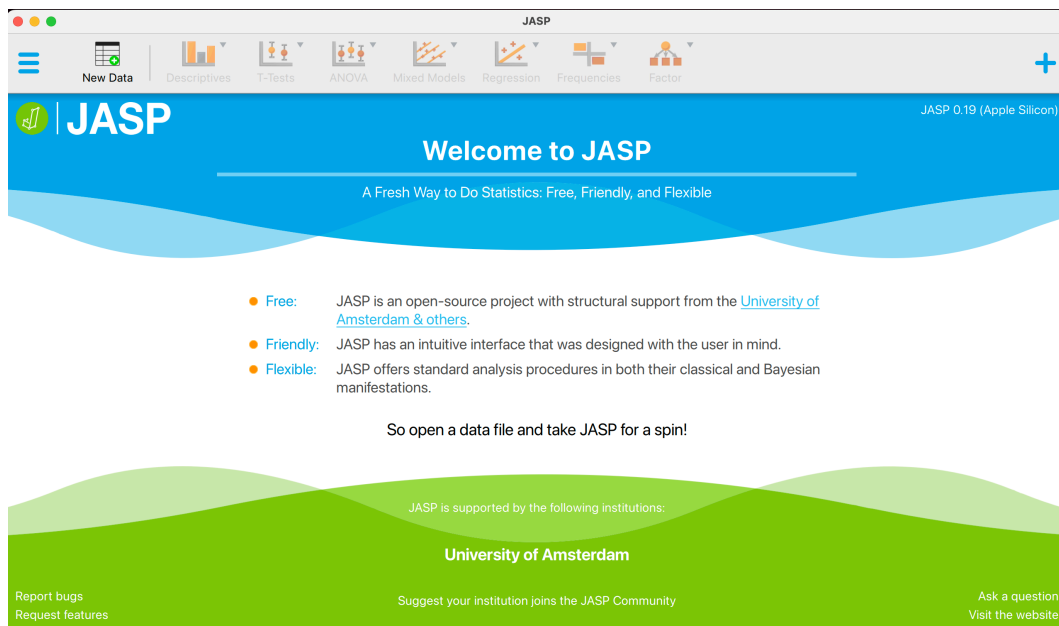 JASP
New Data
Descriptives
T-Tests
ANOVA
Mixed Models
Regression
Frequencies
Factor
JASP
JASP 0.19 (Apple Silicon)
Welcome to JASP
A Fresh Way to Do Statistics: Free, Friendly, and Flexible
Free: JASP is an open-source project with structural support from the University of
Amsterdam & others.
Friendly: JASP has an intuitive interface that was designed with the user in mind.
Flexible: JASP offers standard analysis procedures in both their classical and Bayesian
manifestations.
So open a data file and take JASP for a spin!
JASP is supported by the following institutions:
University of Amsterdam
Suggest your institution joins the JASP Community
Report bugs
Request features
Ask a question
Visit the website